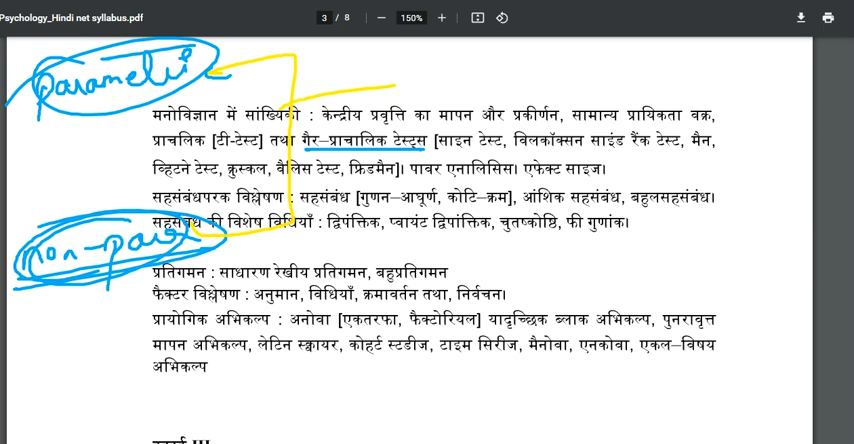 Psychology_Hindi net syllabus.pdf
3 / 8
150%
parametric
मनोविज्ञान में सांख्यिकी : केन्द्रीय प्रवृत्ति का मापन और प्रकीर्णन, सामान्य प्रायिकता वक्र,
प्राचलिक [टी-टेस्ट] तथा गैर–प्राचालिक टेस्ट्स [साइन टेस्ट, विलकॉक्सन साइंड रैंक टेस्ट, मैन,
व्हिटने टेस्ट, क्रुस्कल, वैलिस टेस्ट, फ्रिडमैन]। पावर एनालिसिस। एफेक्ट साइज।
सहसंबंधपरक विश्लेषण : सहसंबंध [गुणन–आघूर्ण, कोटि–क्रम], आंशिक सहसंबंध, बहुलसहसंबंध।
सहसंबंध की विशेष विधियाँ : द्विपंक्तिक, प्वायंट द्विपांक्तिक, चुतष्कोष्ठि, फी गुणांक।
non-para
प्रतिगमन : साधारण रेखीय प्रतिगमन, बहुप्रतिगमन
फैक्टर विश्लेषण : अनुमान, विधियाँ, क्रमावर्तन तथा, निर्वचन।
प्रायोगिक अभिकल्प : अनोवा [एकतरफा, फैक्टोरियल] यादृच्छिक ब्लाक अभिकल्प, पुनरावृत्त
मापन अभिकल्प, लेटिन स्क्वायर, कोहर्ट स्टडीज, टाइम सिरीज, मैनोवा, एनकोवा, एकल–विषय
अभिकल्प